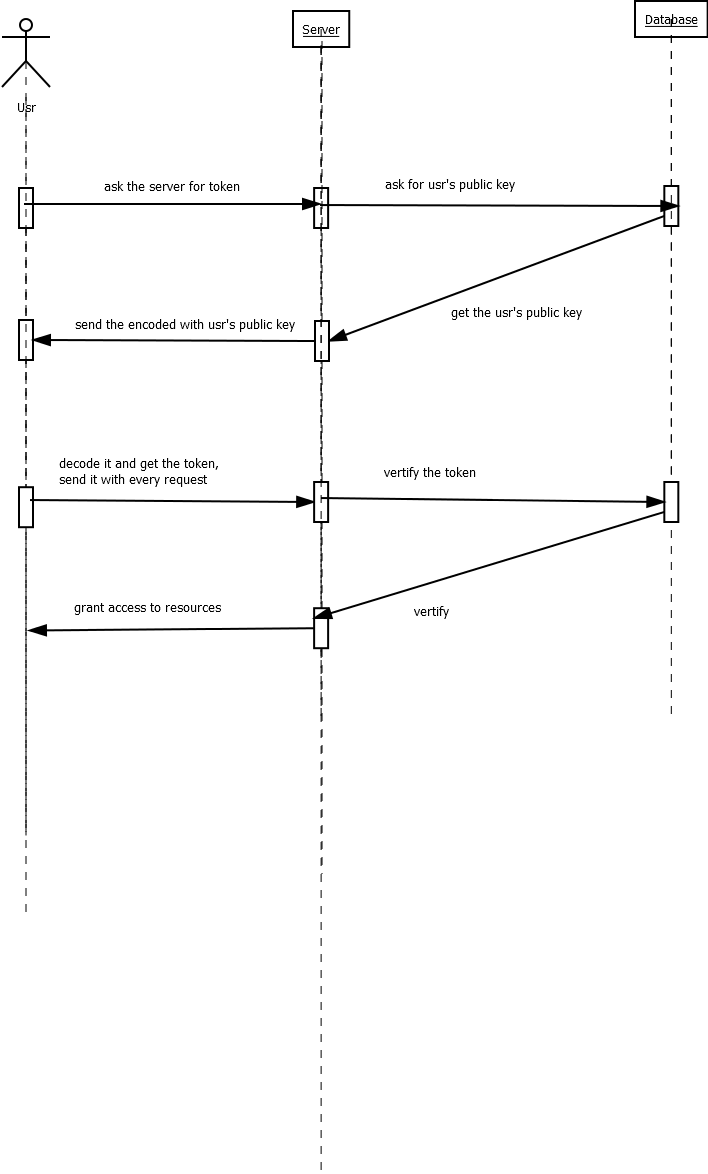 Usr
Server
Database
ask the server for token
ask for usr's public key
get the usr's public key
send the encoded with usr's public key
decode it and get the token,
send it with every request
vertify the token
vertify
grant access to resources